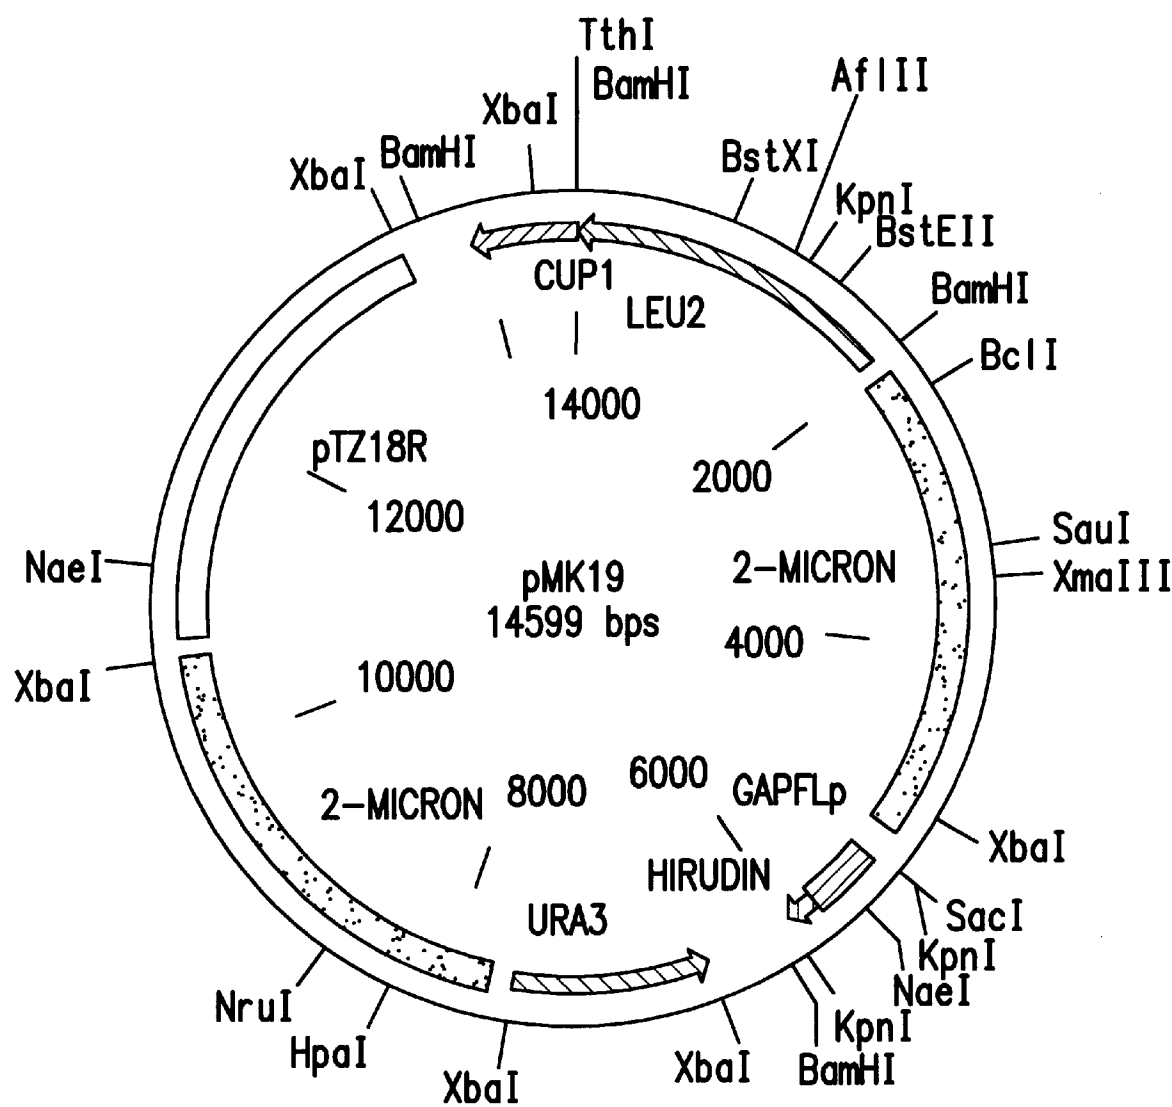 TthI
BamHI
AflII
XbaI
BstXI
BamHI
XbaI
KpnI
BstEII
CUP1
BamHI
LEU2
BclI
14000
pTZ18R
2000
12000
SauI
NaeI
pMK19
2-MICRON
XmaIII
14599 bps
4000
XbaI
10000
6000
GAPFLp
2-MICRON
8000
XbaI
HIRUDIN
URA3
SacI
KpnI
NaeI
NruI
KpnI
HpaI
XbaI
BamHI
XbaI